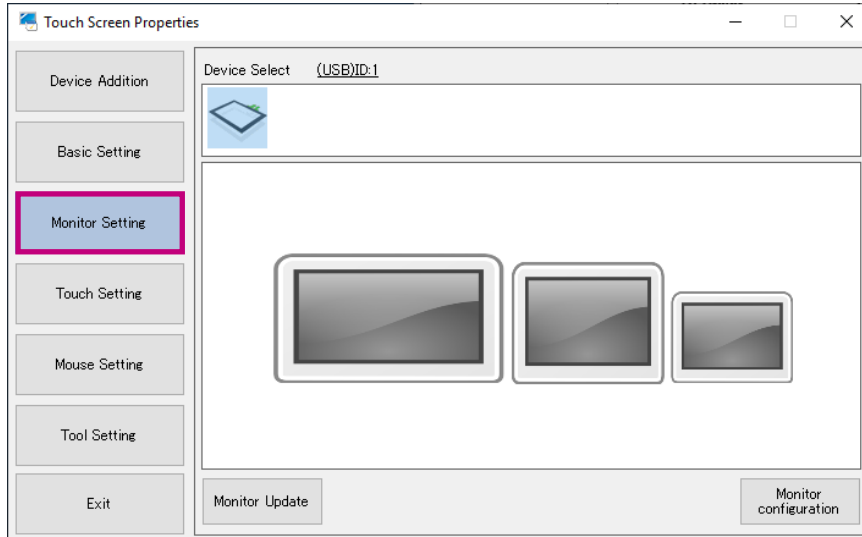 Touch Screen Properties
Device Addition
Basic Setting
Monitor Setting
Touch Setting
Mouse Setting
Tool Setting
Exit
Device Select (USB)ID:1
Monitor Update
Monitor
configuration